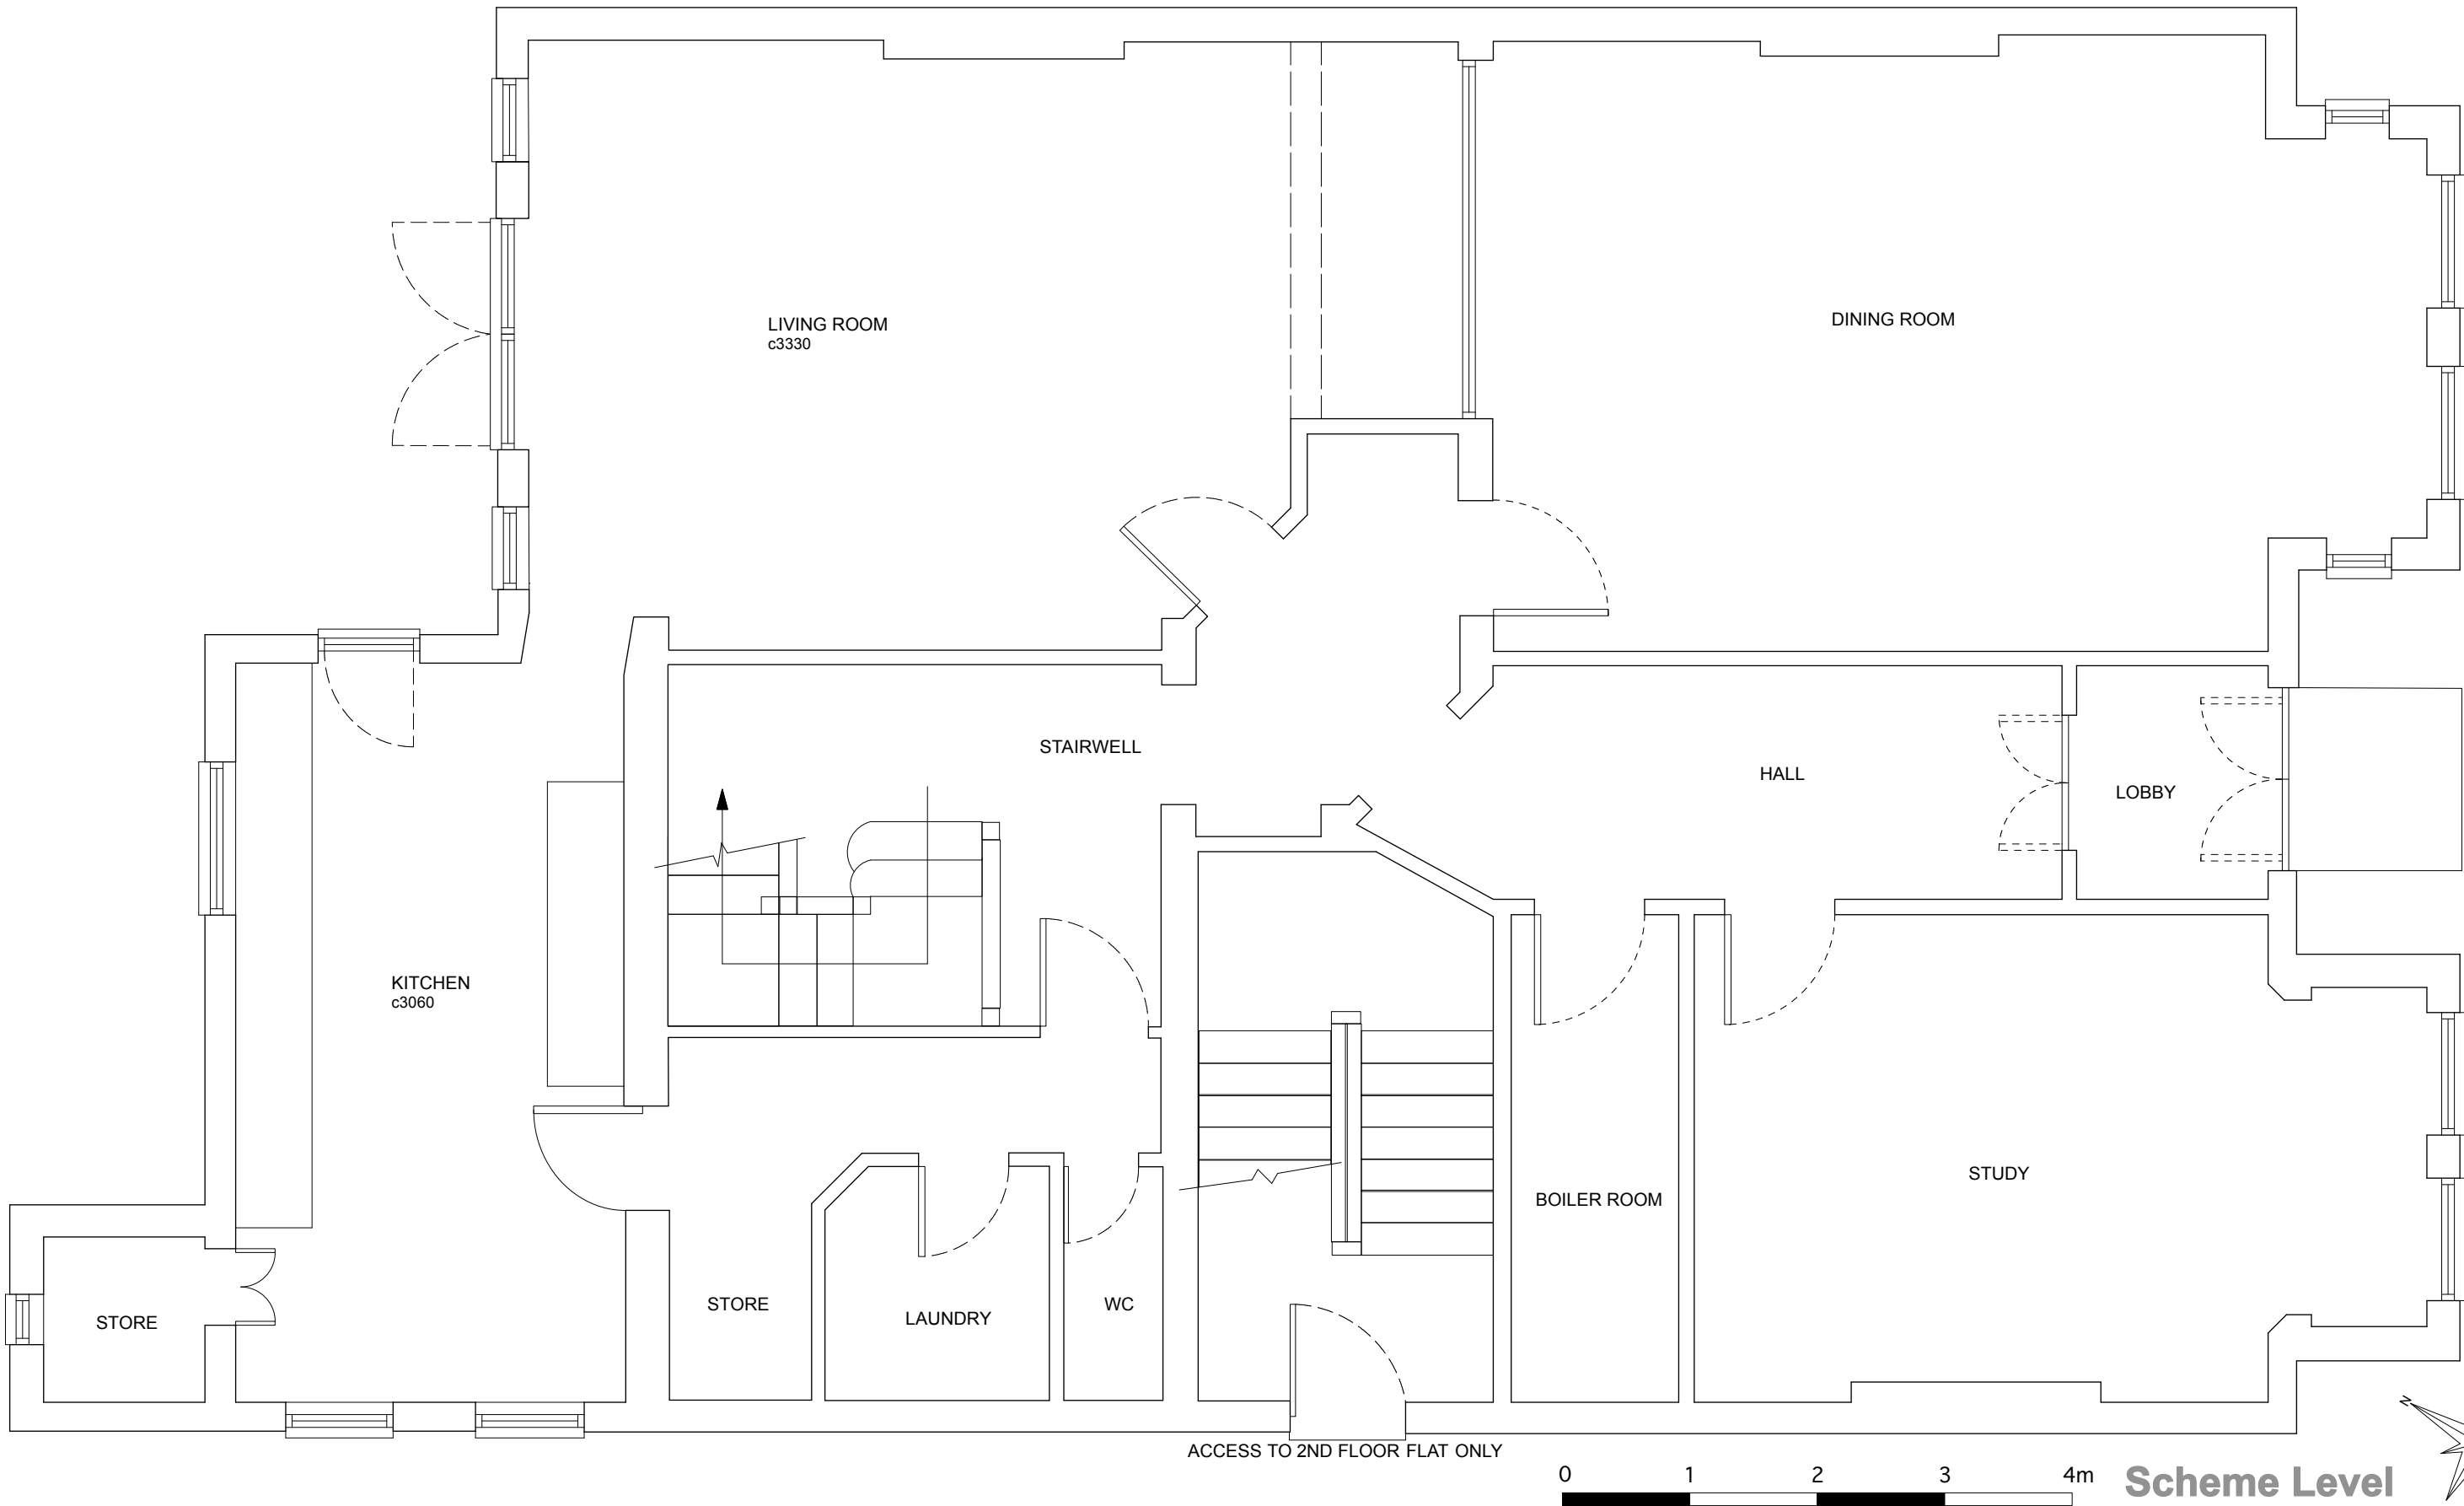 LIVING ROOM
c3330
DINING ROOM
STAIRWELL
HALL
LOBBY
KITCHEN
c3060
STUDY
BOILER ROOM
STORE
LAUNDRY
WC
STORE
ACCESS TO 2ND FLOOR FLAT ONLY
0 1 2 3 4m
Scheme Level
N